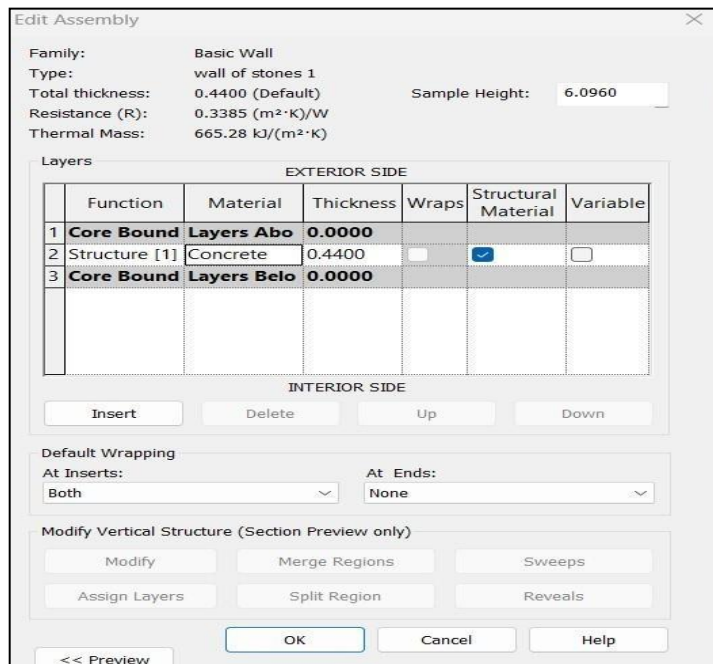 Edit Assembly
Family: Basic Wall
Type: wall of stones 1
Total thickness: 0.4400 (Default) Sample Height: 6.0960
Resistance (R): 0.3385 (m²·K)/W
Thermal Mass: 665.28 kJ/(m²·K)
Layers
EXTERIOR SIDE
Function Material Thickness Wraps Structural Material Variable
1 Core Bound Layers Abo 0.0000
2 Structure [1] Concrete 0.4400
3 Core Bound Layers Belo 0.0000
INTERIOR SIDE
Insert Delete Up Down
Default Wrapping
At Inserts: At Ends:
Both None
Modify Vertical Structure (Section Preview only)
Modify Merge Regions Sweeps
Assign Layers Split Region Reveals
OK Cancel Help
<< Preview